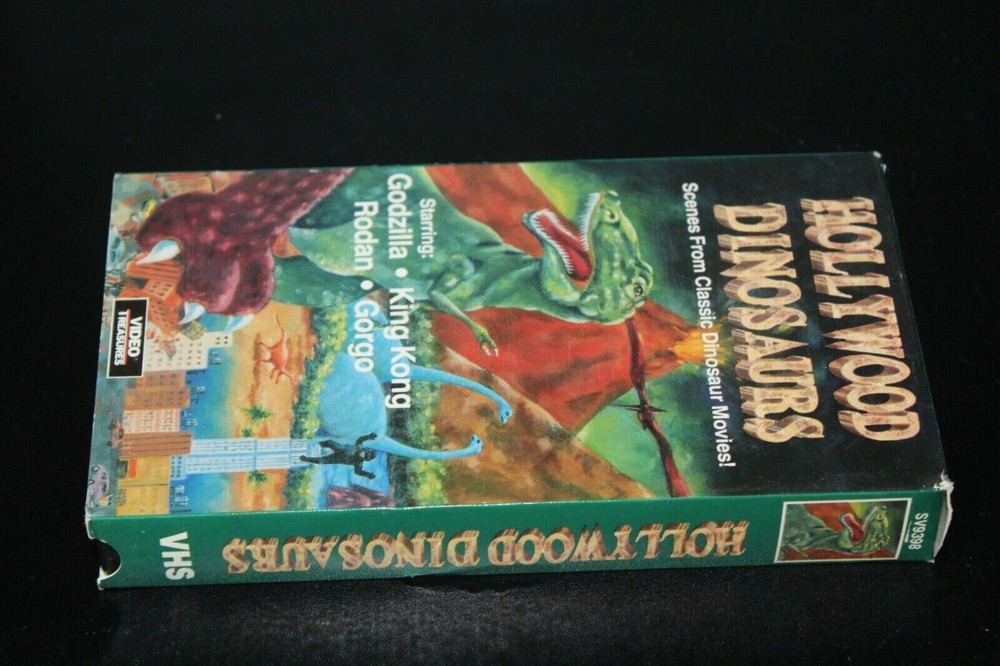 HOLLYWOOD
DINOSAURS
Scenes From Classic Dinosaur Movies!
Starring:
Godzilla • King Kong
Rodan • Gorgo
VIDEO
TREASURES
SV9398
HOLLYWOOD DINOSAURS
VHS